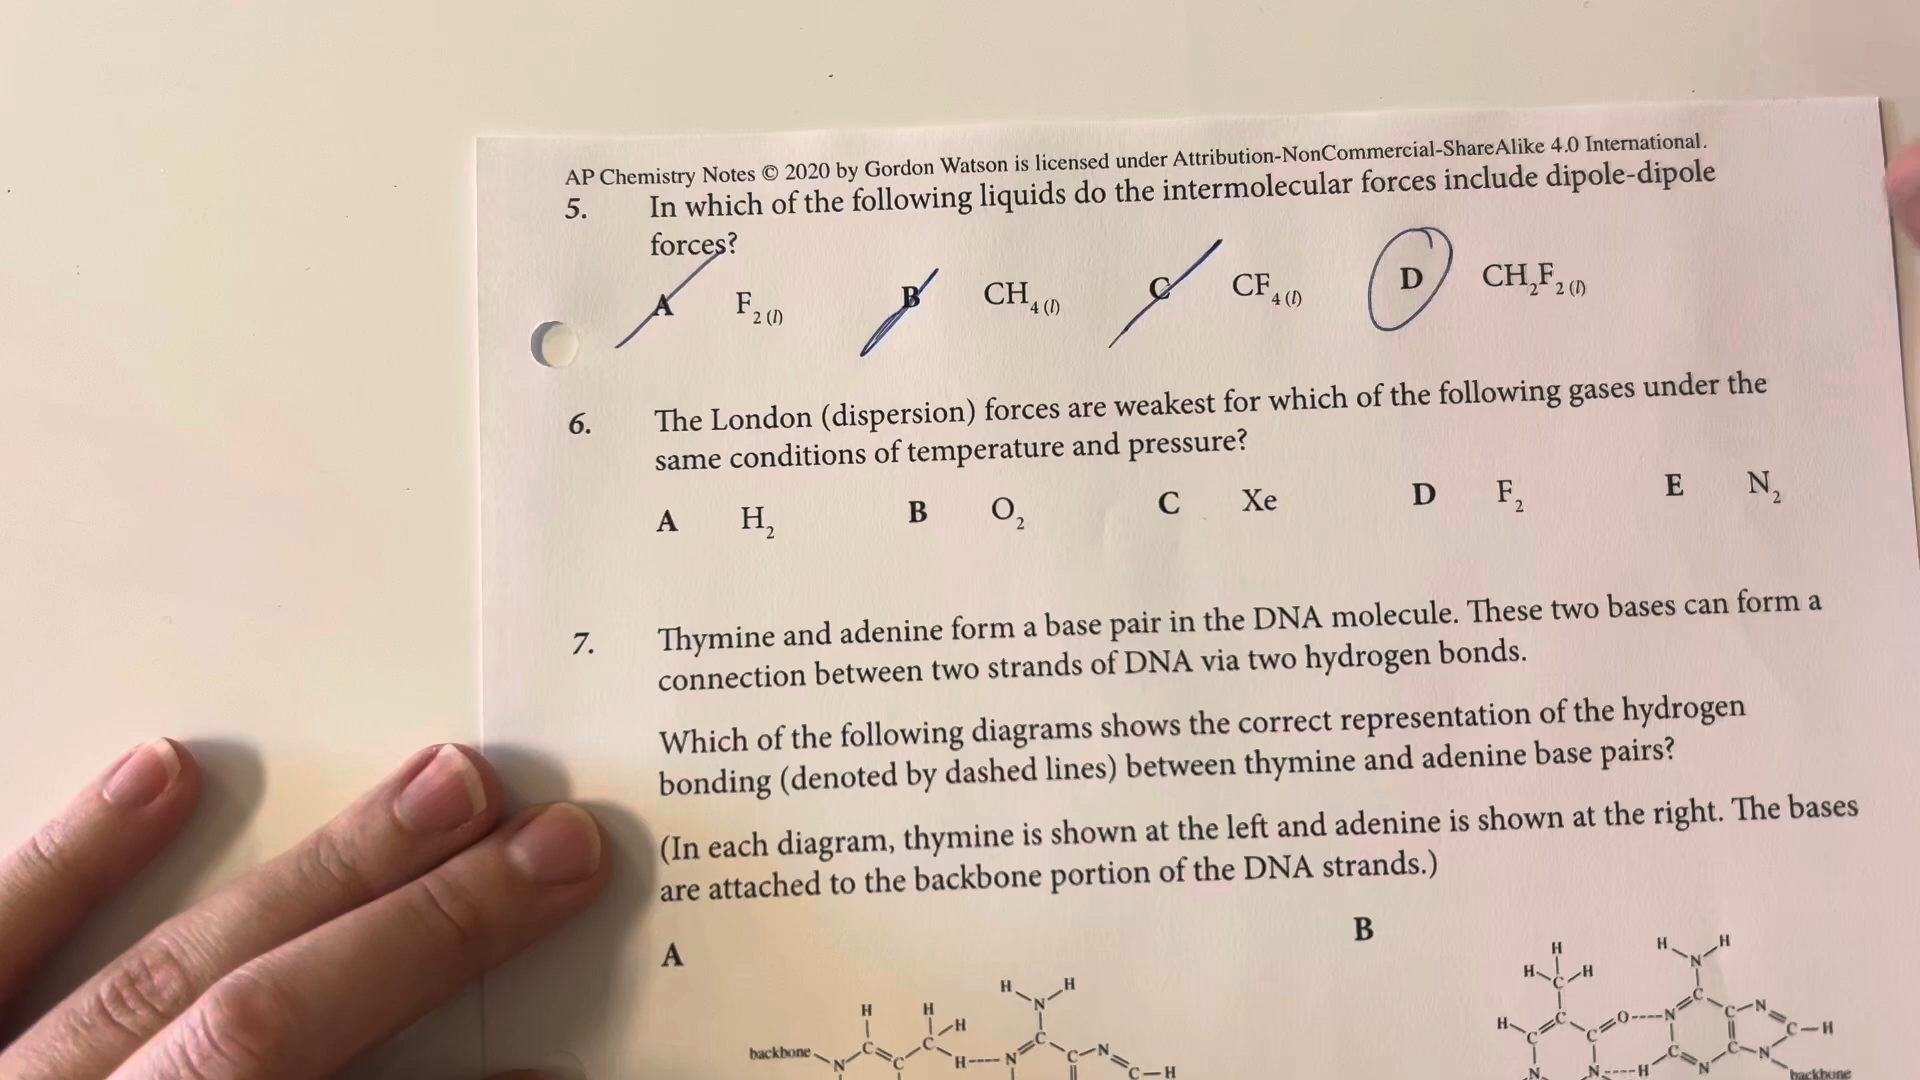 AP Chemistry Notes © 2020 by Gordon Watson is licensed under Attribution-NonCommercial-ShareAlike 4.0 International.
5. In which of the following liquids do the intermolecular forces include dipole-dipole
forces?
A F₂ (l) B CH₄ (l) C CF₄ (l) D CH₂F₂ (l)
6. The London (dispersion) forces are weakest for which of the following gases under the
same conditions of temperature and pressure?
A H₂ B O₂ C Xe D F₂ E N₂
7. Thymine and adenine form a base pair in the DNA molecule. These two bases can form a
connection between two strands of DNA via two hydrogen bonds.
Which of the following diagrams shows the correct representation of the hydrogen
bonding (denoted by dashed lines) between thymine and adenine base pairs?
(In each diagram, thymine is shown at the left and adenine is shown at the right. The bases
are attached to the backbone portion of the DNA strands.)
A B
H H H H
N
H C H
H H
H C
C O N C C N C H
backbone N C C H N C C N C H
N N H C N C N
backbone